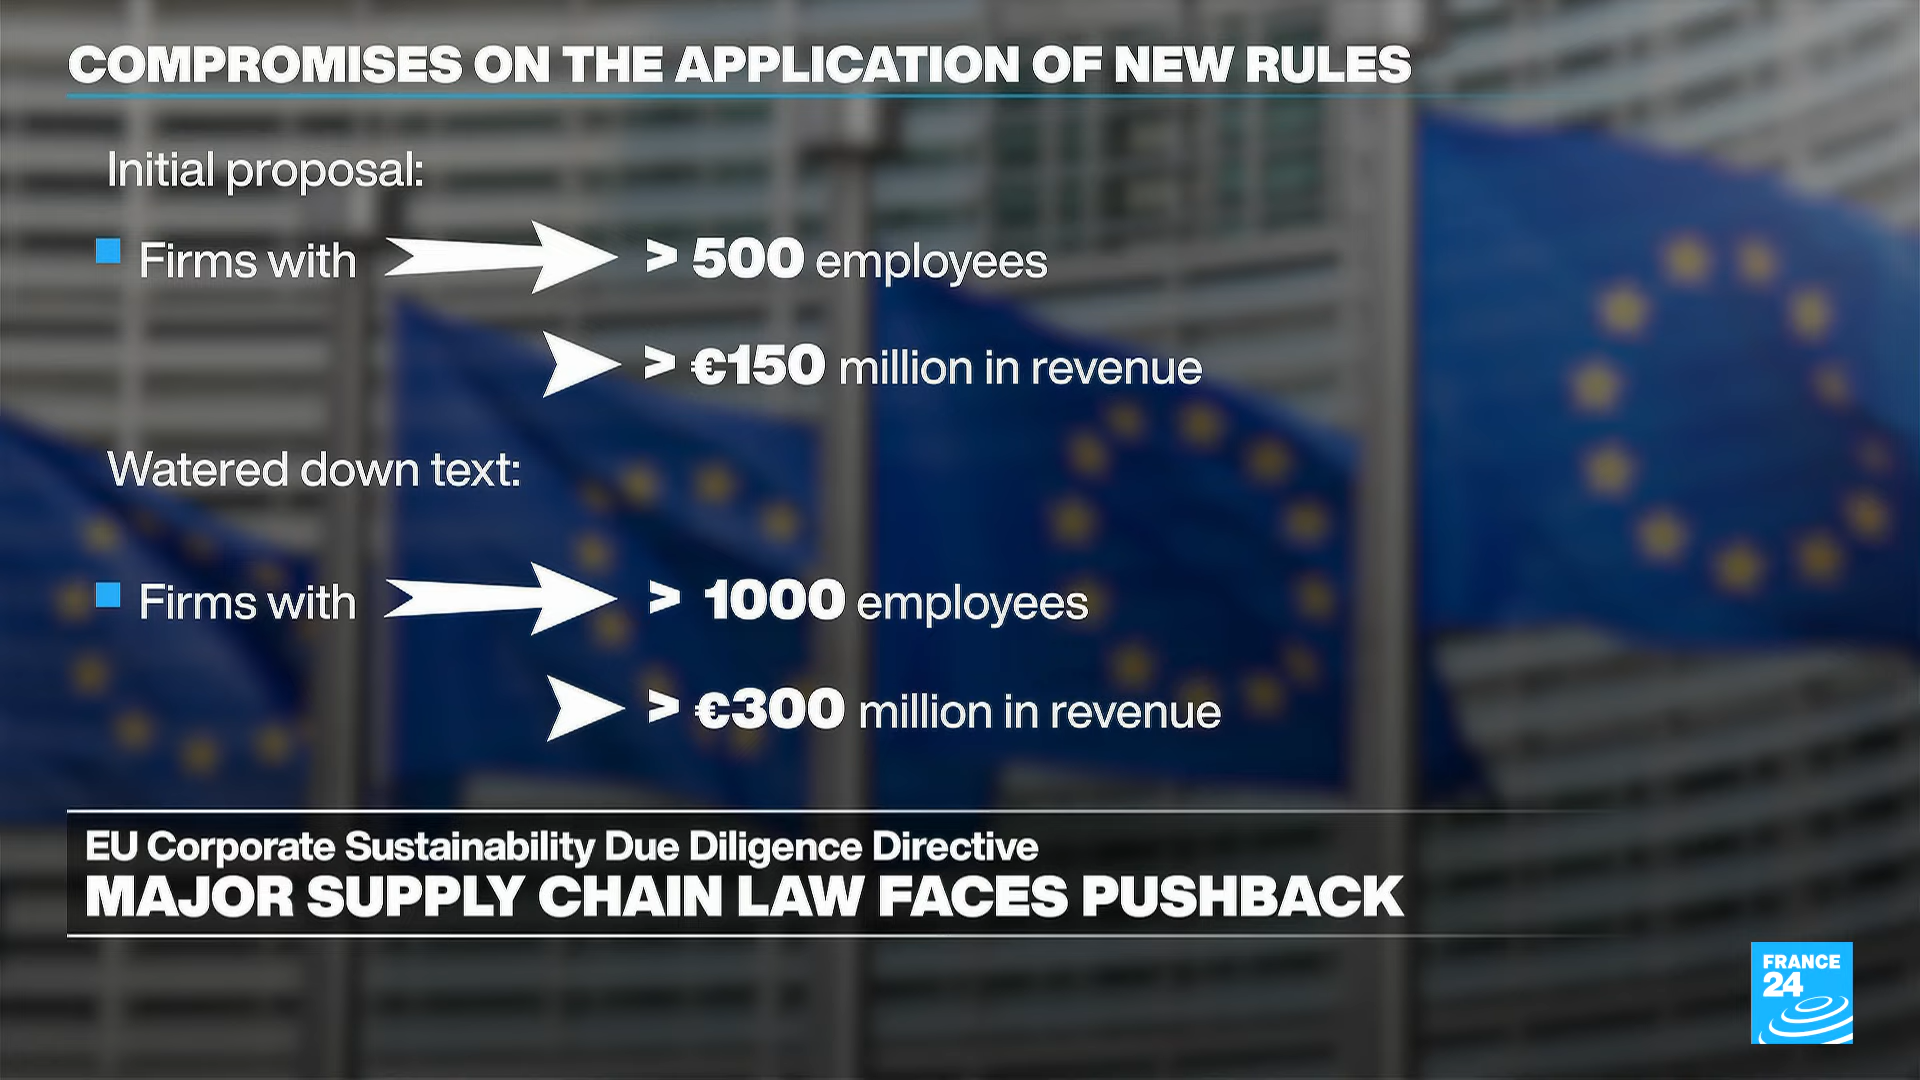 COMPROMISES ON THE APPLICATION OF NEW RULES
Initial proposal:
Firms with > 500 employees
> €150 million in revenue
Watered down text:
Firms with > 1000 employees
> €300 million in revenue
EU Corporate Sustainability Due Diligence Directive
MAJOR SUPPLY CHAIN LAW FACES PUSHBACK
FRANCE
24